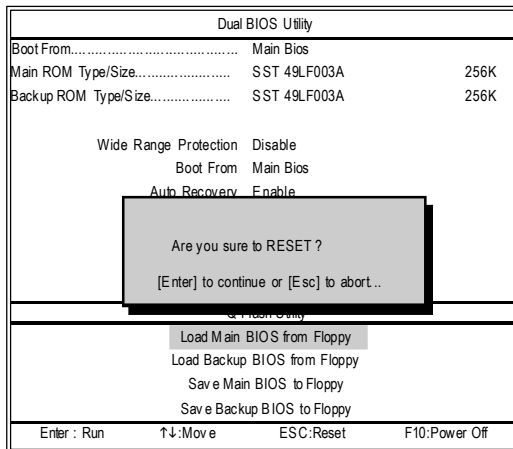 Dual BIOS Utility
Boot From..................................... Main Bios
Main ROM Type/Size..................... SST 49LF003A 256K
Backup ROM Type/Size.................. SST 49LF003A 256K
Wide Range Protection Disable
Boot From Main Bios
Auto Recovery Enable
Are you sure to RESET ?
[Enter] to continue or [Esc] to abort...
Q-Flash Utility
Load Main BIOS from Floppy
Load Backup BIOS from Floppy
Save Main BIOS to Floppy
Save Backup BIOS to Floppy
Enter : Run ↑↓:Move ESC:Reset F10:Power Off